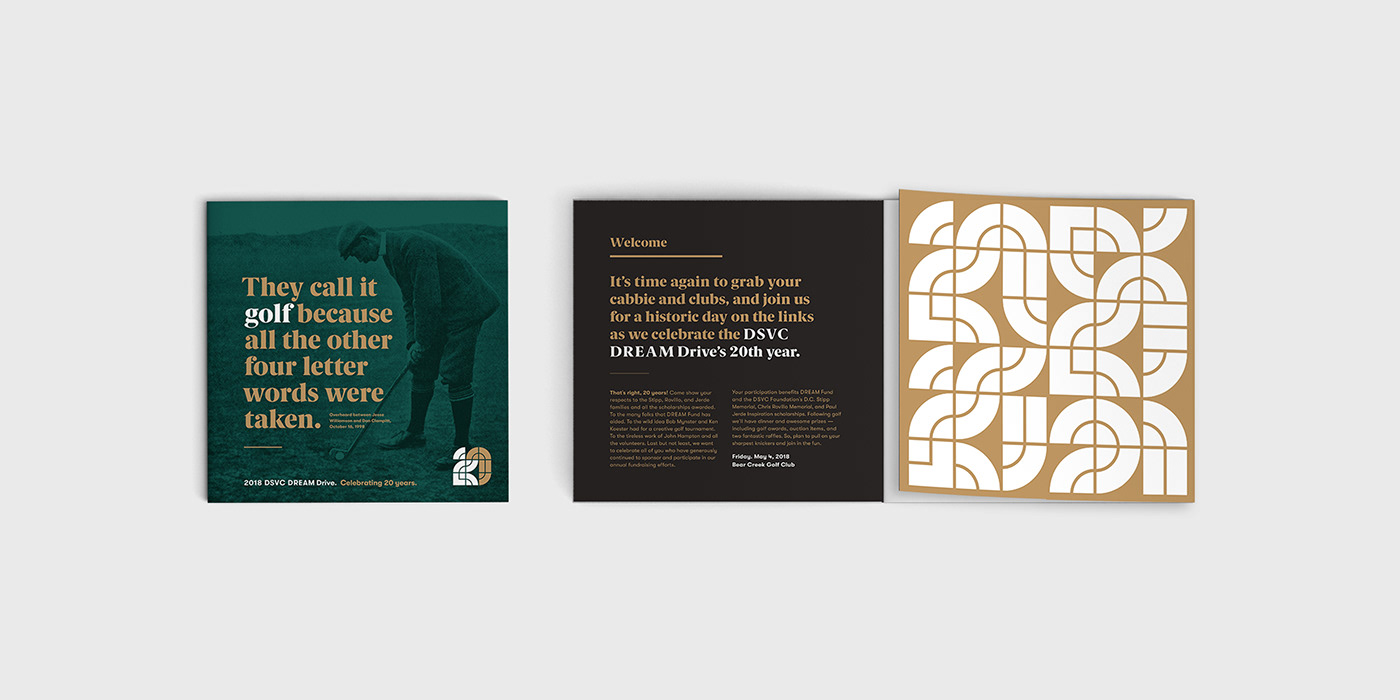 They call it
golf because
all the other
four letter
words were
taken.
Overheard between Jesse
Williamson and Dan Clampitt,
October 15, 1998
2018 DSVC DREAM Drive. Celebrating 20 years.
20
Welcome
It's time again to grab your
cabbie and clubs, and join us
for a historic day on the links
as we celebrate the DSVC
DREAM Drive's 20th year.
That's right, 20 years! Come show your
respects to the Stipp, Rovillo, and Jerde
families and all the scholarships awarded.
To the many folks that DREAM Fund has
aided. To the wild idea Bob Mynster and Ken
Koester had for a creative golf tournament.
To the tireless work of John Hampton and all
the volunteers. Last but not least, we want
to celebrate all of you who have generously
continued to sponsor and participate in our
annual fundraising efforts.
Your participation benefits DREAM Fund
and the DSVC Foundation's D.C. Stipp
Memorial, Chris Rovillo Memorial, and Paul
Jerde Inspiration scholarships. Following golf
we'll have dinner and awesome prizes —
including golf awards, auction items, and
two fantastic raffles. So, plan to pull on your
sharpest knickers and join in the fun.
Friday, May 4, 2018
Bear Creek Golf Club